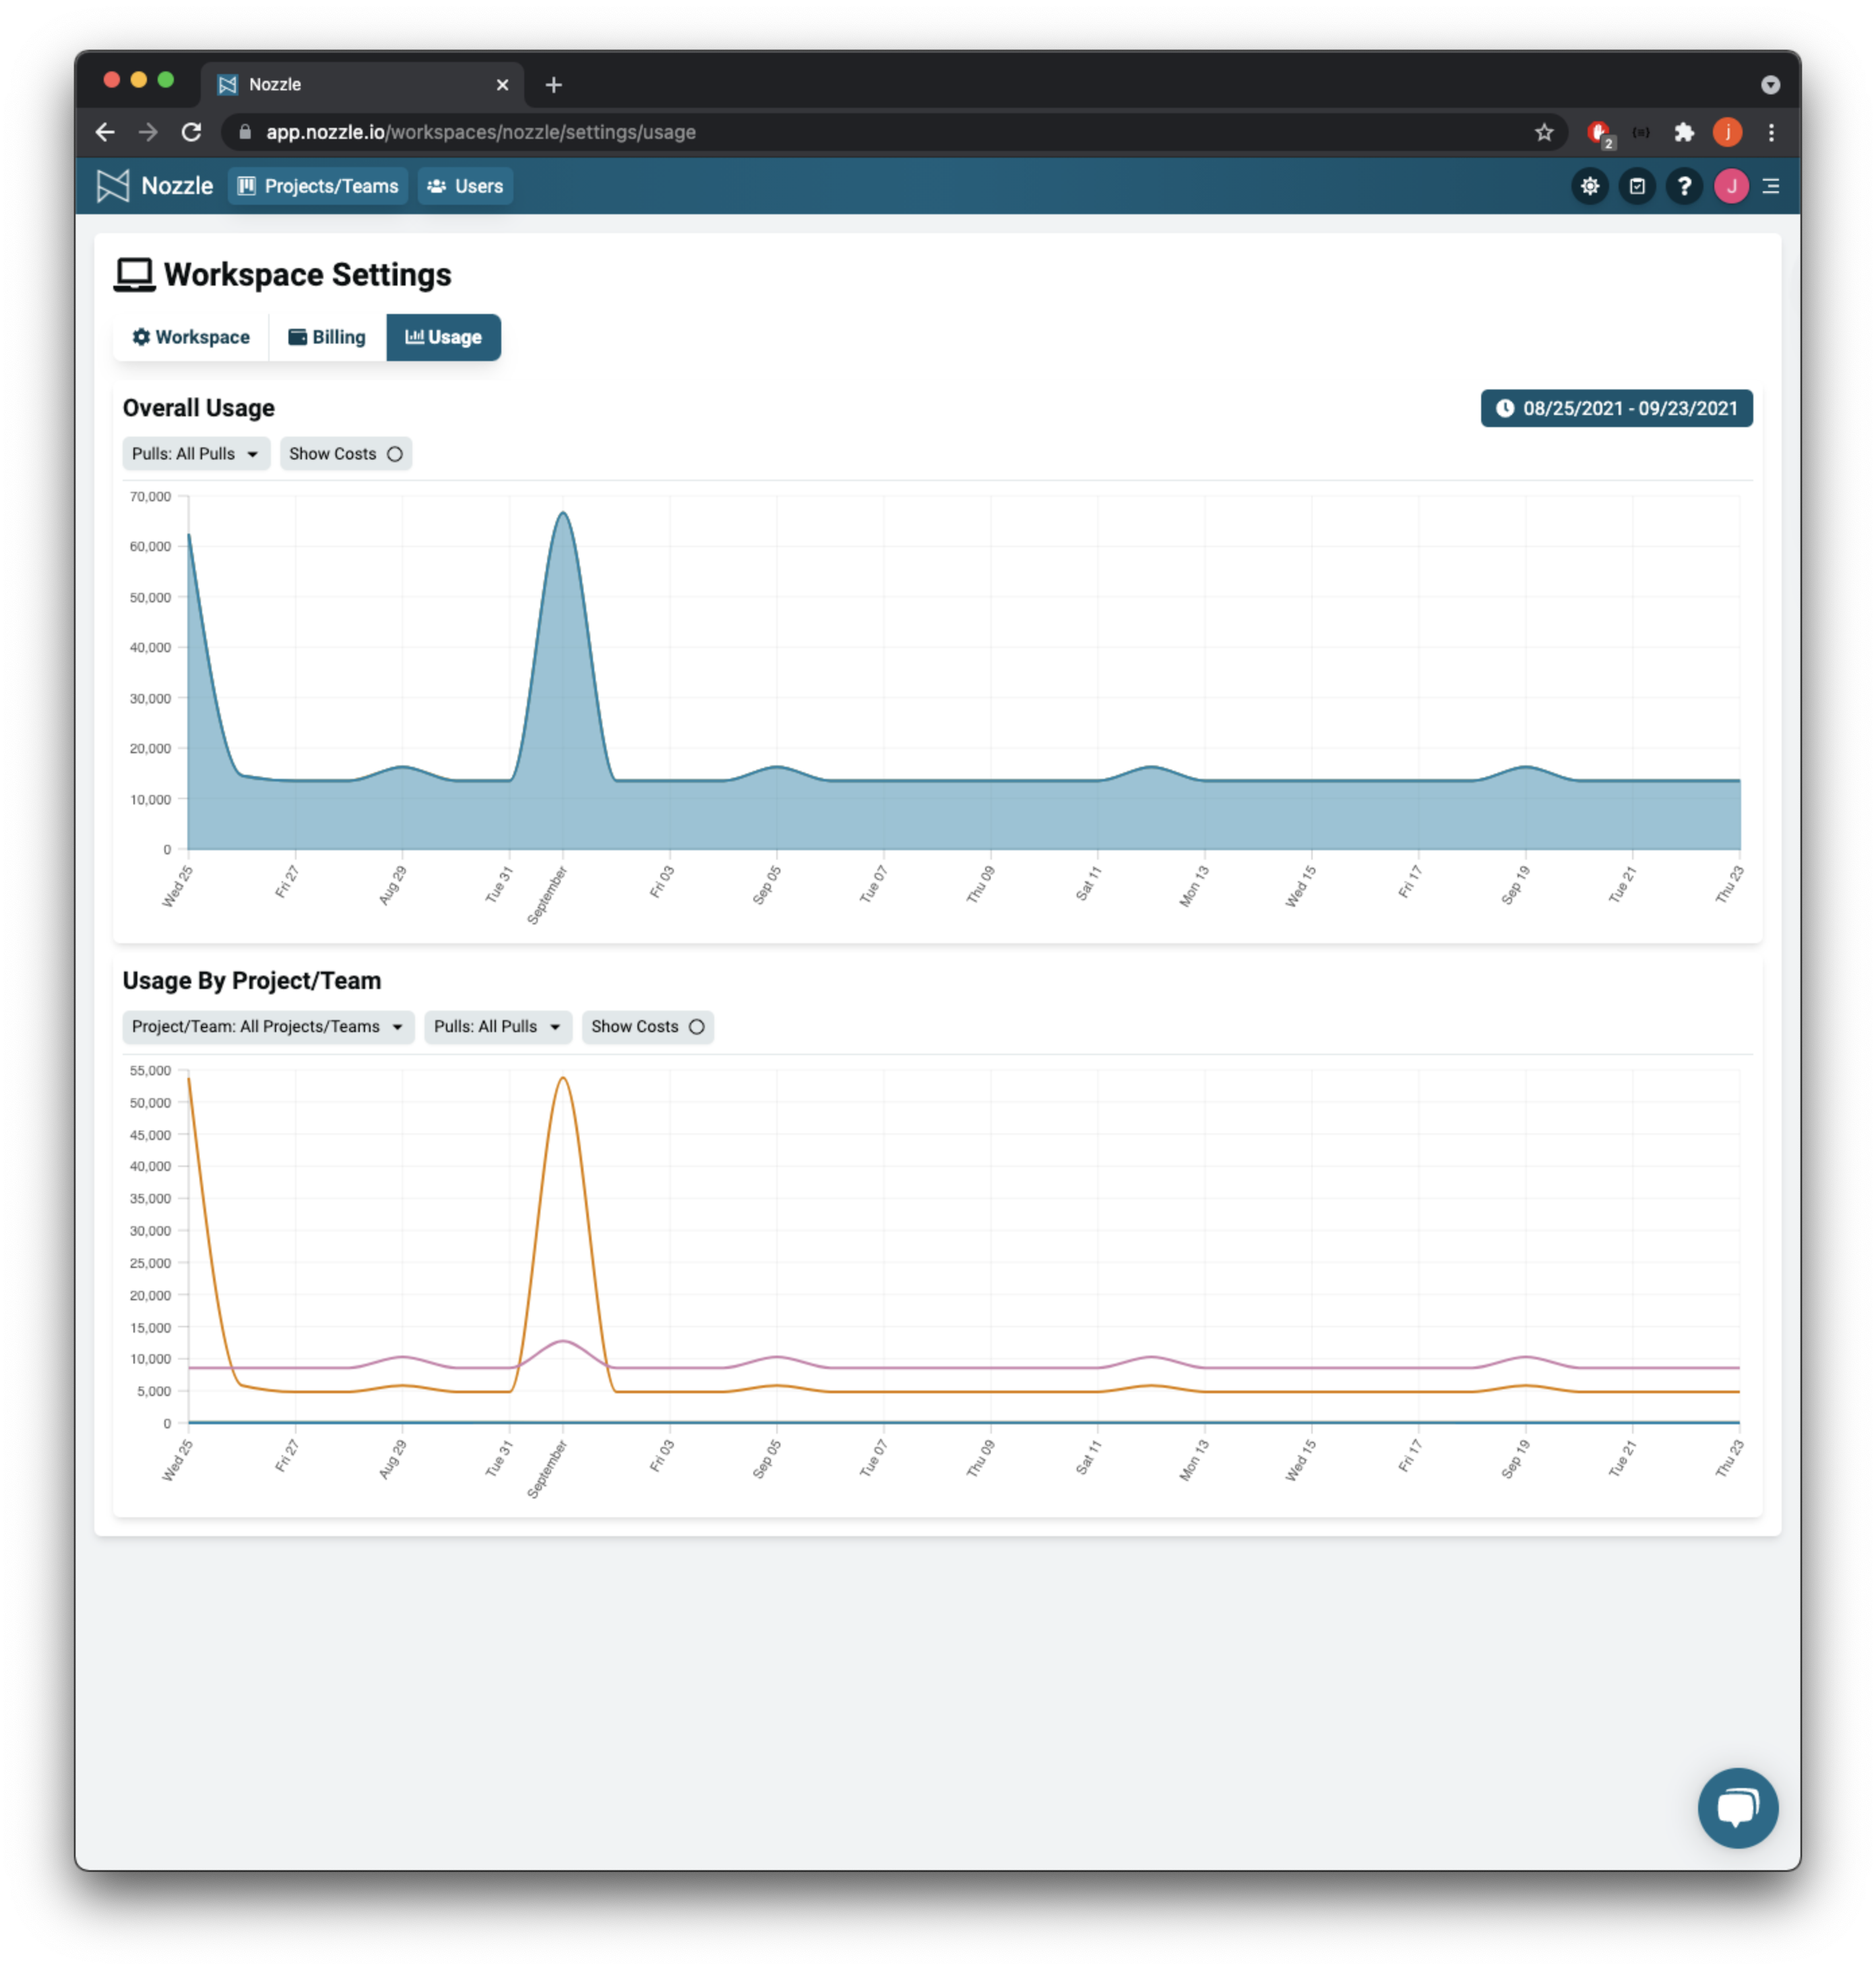 Nozzle
app.nozzle.io/workspaces/nozzle/settings/usage
2
j
Nozzle Projects/Teams Users
? J
Workspace Settings
Workspace Billing Usage
Overall Usage
08/25/2021 - 09/23/2021
Pulls: All Pulls Show Costs
70,000
60,000
50,000
40,000
30,000
20,000
10,000
0
Wed 25 Fri 27 Aug 29 Tue 31 September Fri 03 Sep 05 Tue 07 Thu 09 Sat 11 Mon 13 Wed 15 Fri 17 Sep 19 Tue 21 Thu 23
Usage By Project/Team
Project/Team: All Projects/Teams Pulls: All Pulls Show Costs
55,000
50,000
45,000
40,000
35,000
30,000
25,000
20,000
15,000
10,000
5,000
0
Wed 25 Fri 27 Aug 29 Tue 31 September Fri 03 Sep 05 Tue 07 Thu 09 Sat 11 Mon 13 Wed 15 Fri 17 Sep 19 Tue 21 Thu 23